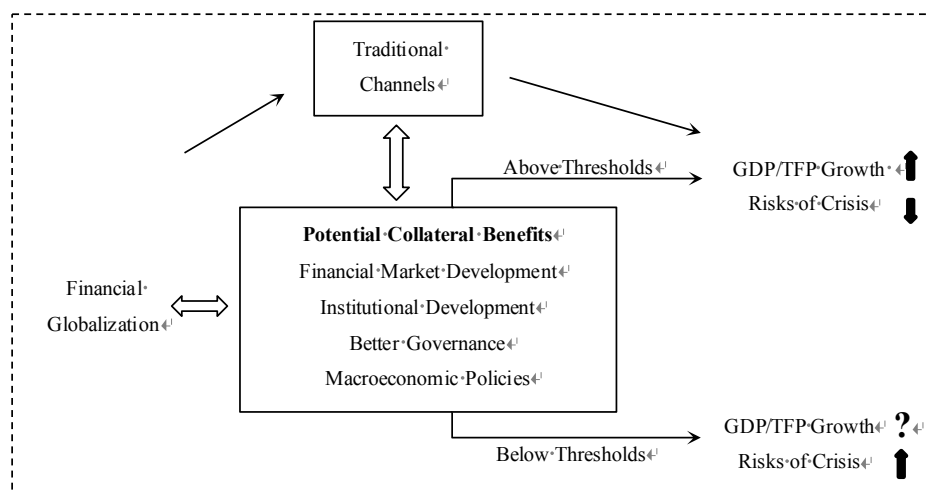 Traditional
Channels
Above Thresholds
GDP/TFP Growth
Risks of Crisis
Potential Collateral Benefits
Financial Market Development
Institutional Development
Better Governance
Macroeconomic Policies
Financial
Globalization
GDP/TFP Growth ?
Risks of Crisis
Below Thresholds